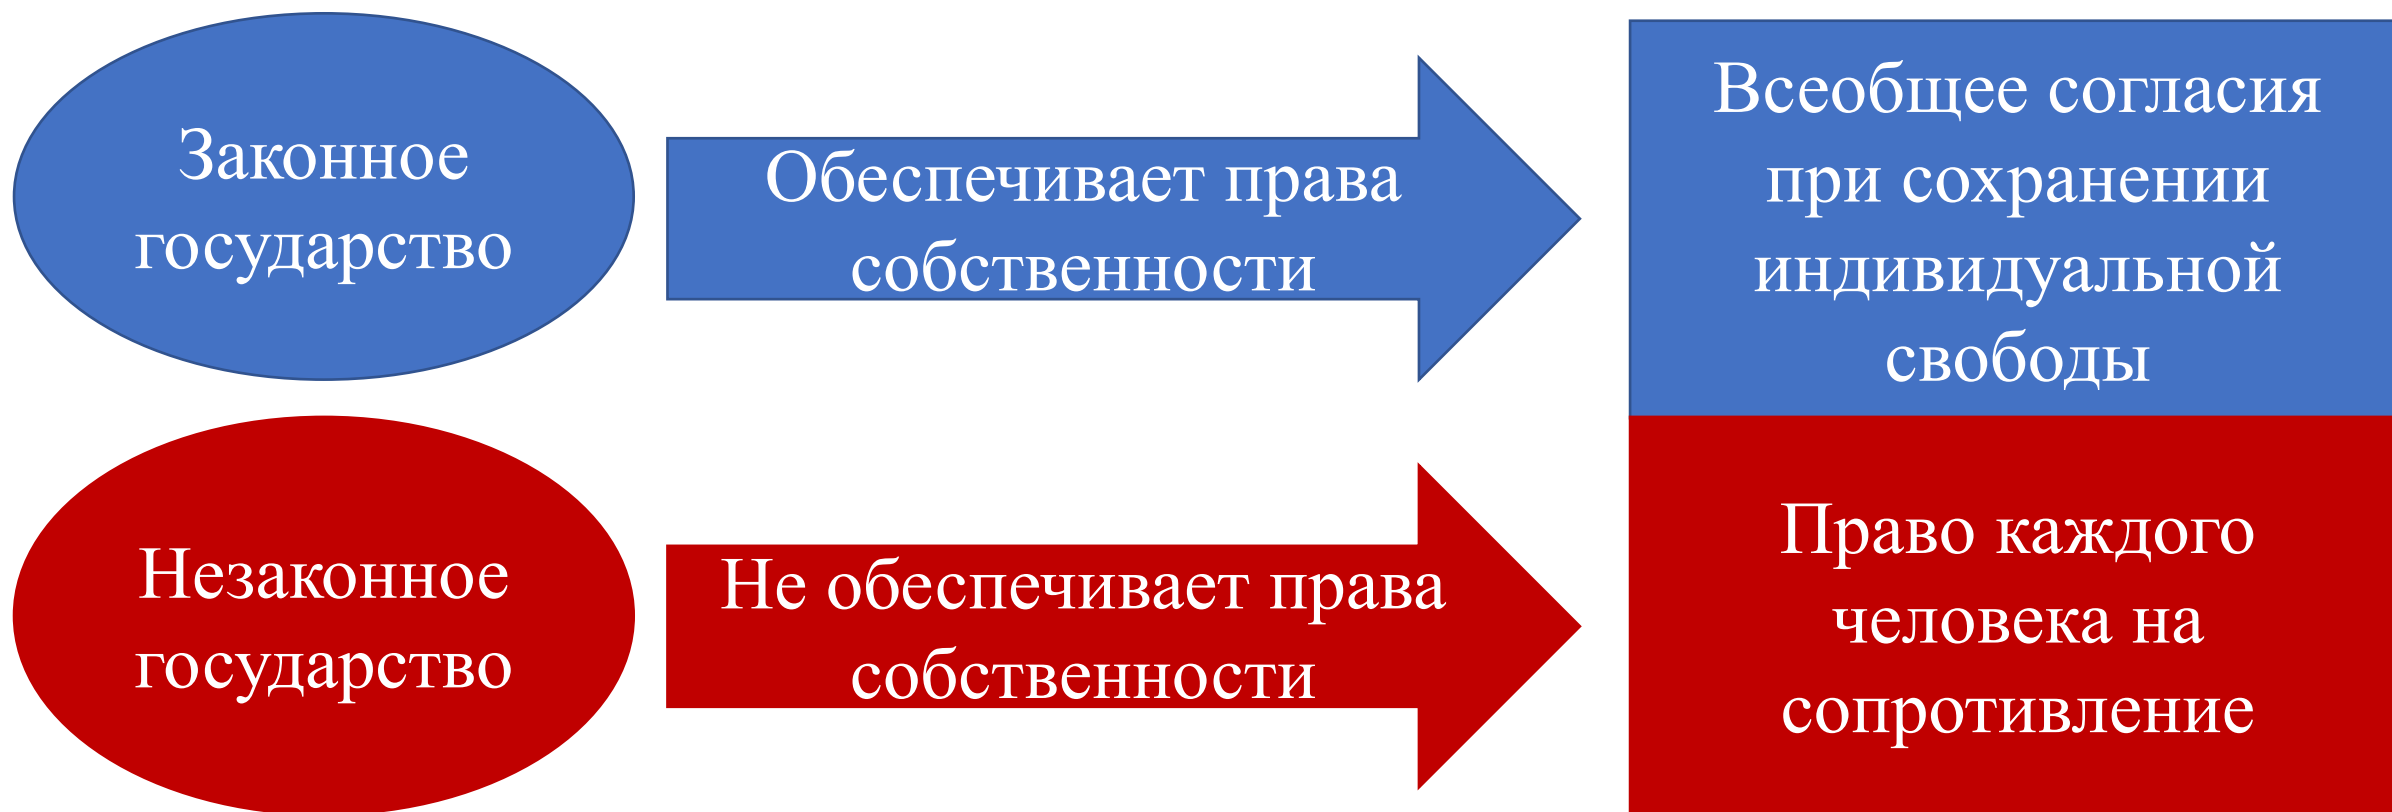 Законное
государство
Обеспечивает права
собственности
Всеобщее согласия
при сохранении
индивидуальной
свободы
Незаконное
государство
Не обеспечивает права
собственности
Право каждого
человека на
сопротивление